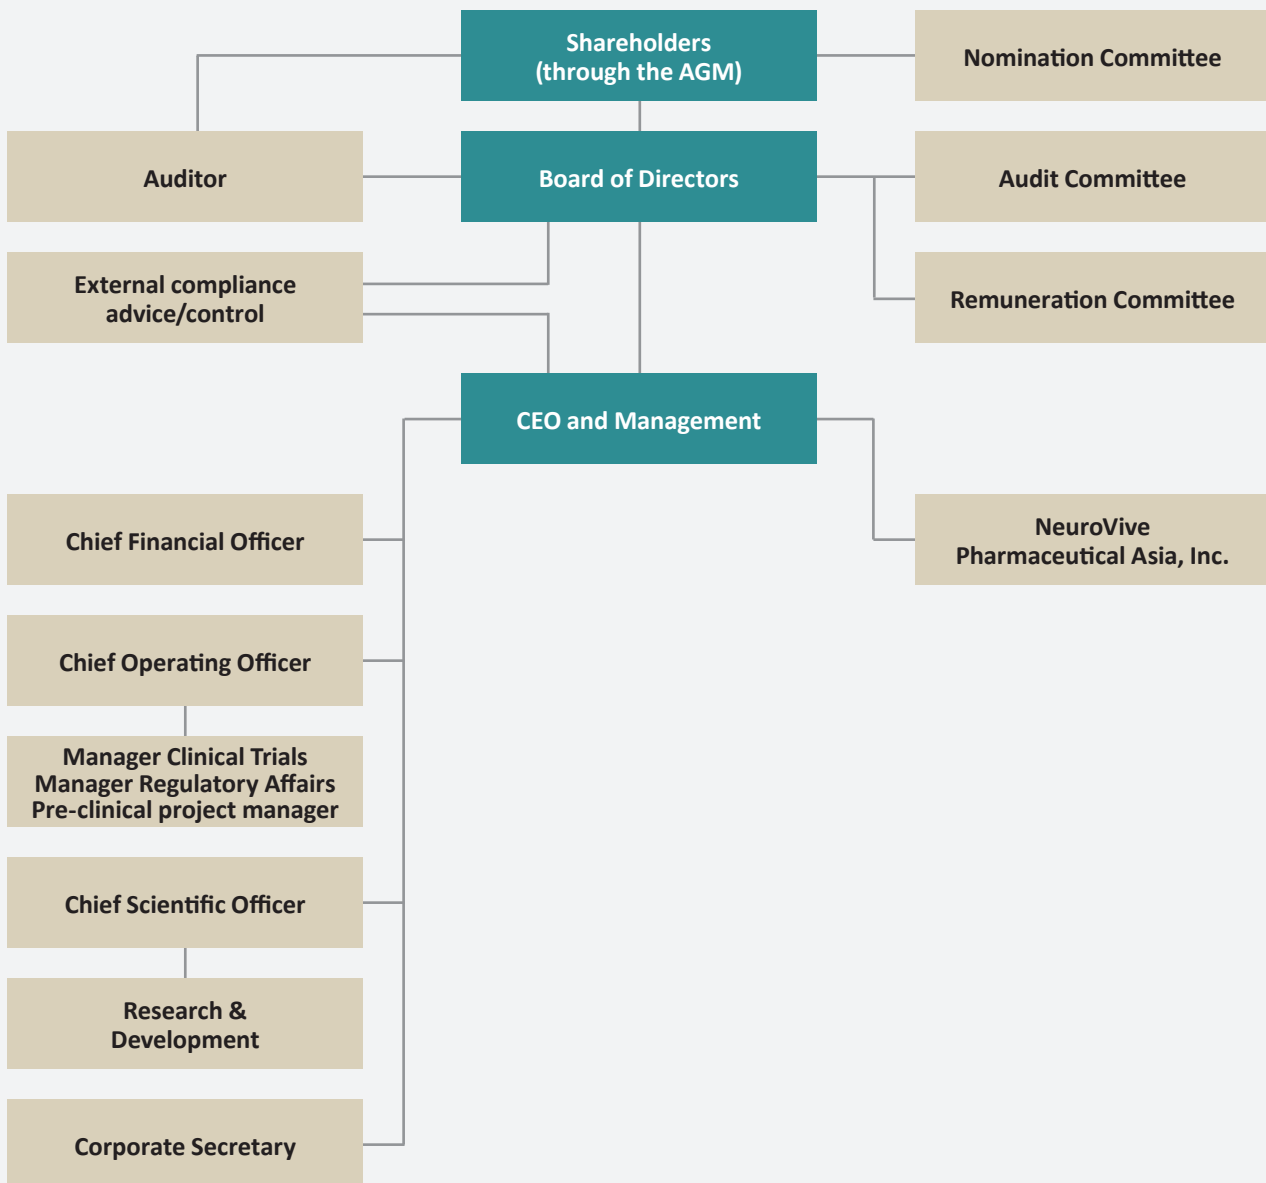 Shareholders
(through the AGM)
Nomination Committee
Auditor
Board of Directors
Audit Committee
External compliance
advice/control
Remuneration Committee
CEO and Management
Chief Financial Officer
NeuroVive
Pharmaceutical Asia, Inc.
Chief Operating Officer
Manager Clinical Trials
Manager Regulatory Affairs
Pre-clinical project manager
Chief Scientific Officer
Research &
Development
Corporate Secretary